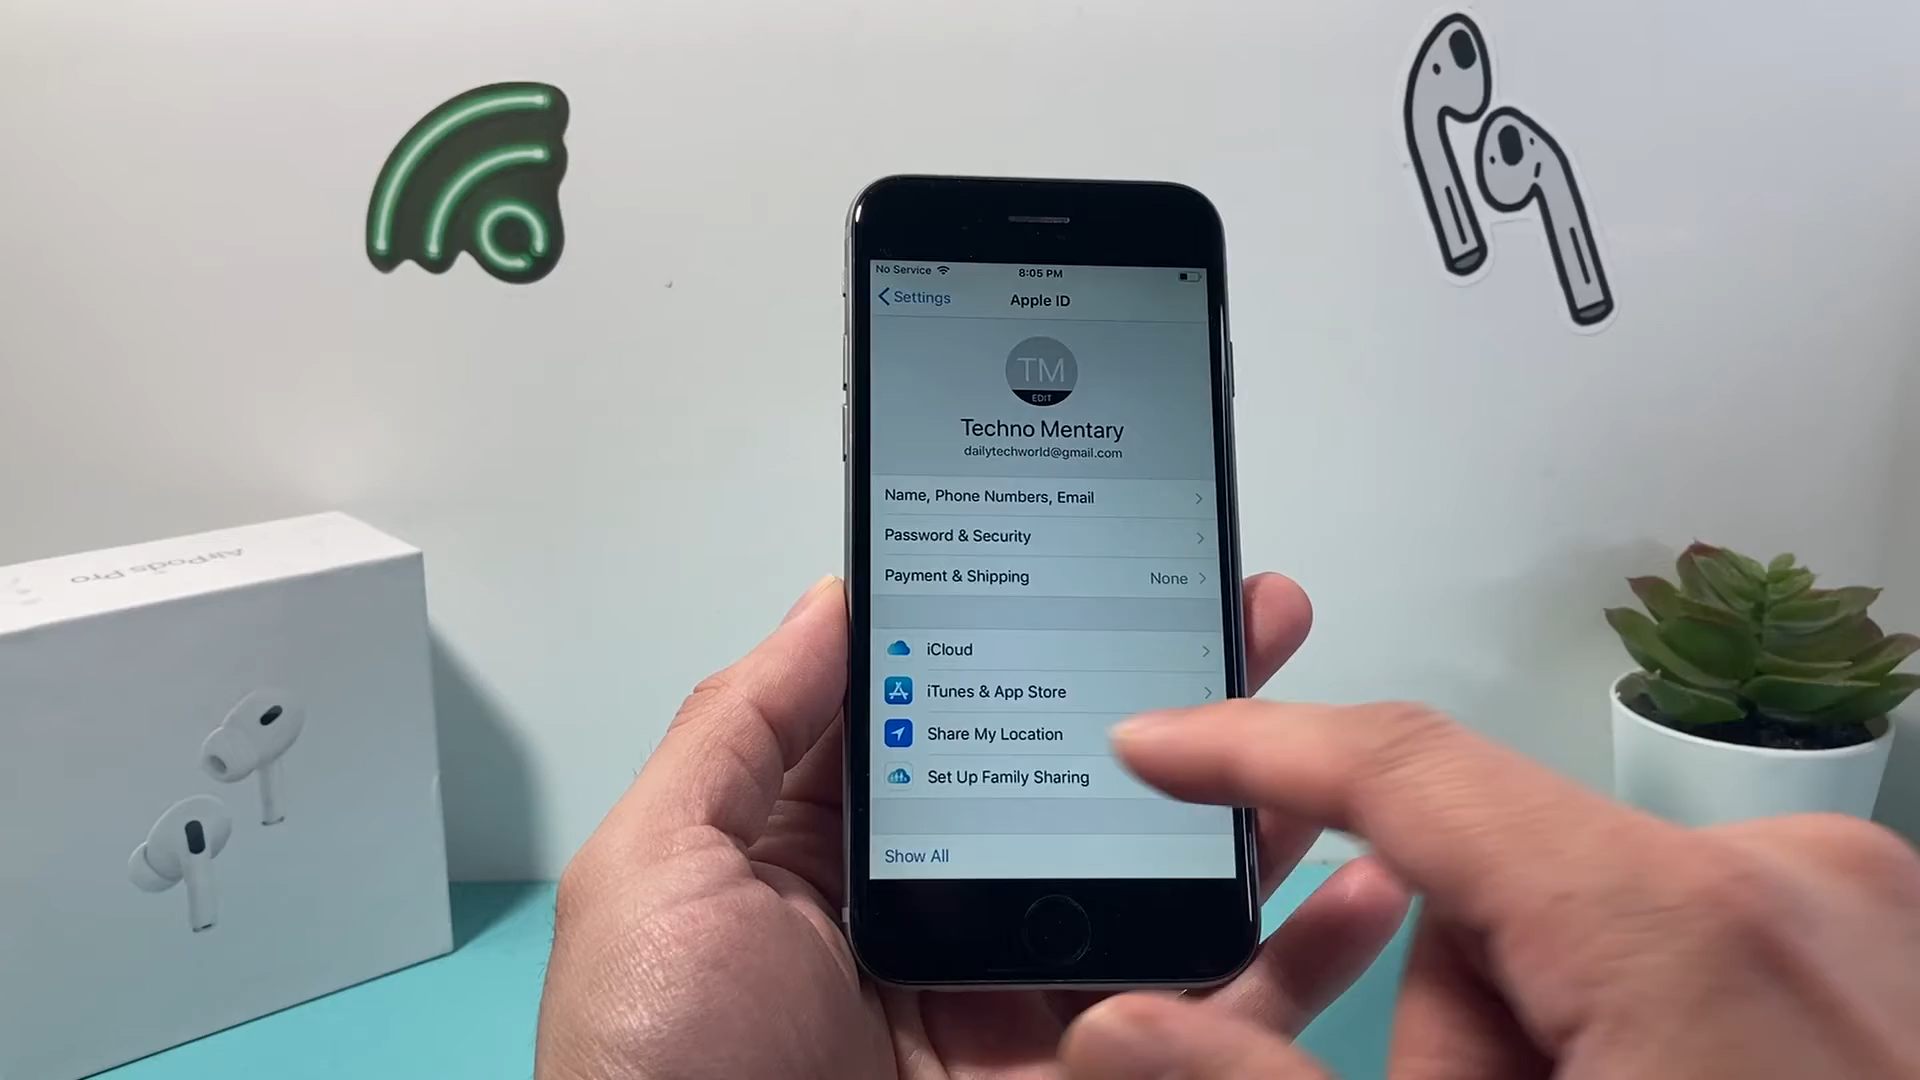 No Service 8:05 PM
Settings Apple ID
TM
EDIT
Techno Mentary
dailytechworld@gmail.com
Name, Phone Numbers, Email
Password & Security
Payment & Shipping None
iCloud
iTunes & App Store
Share My Location
Set Up Family Sharing
Show All
AirPods Pro